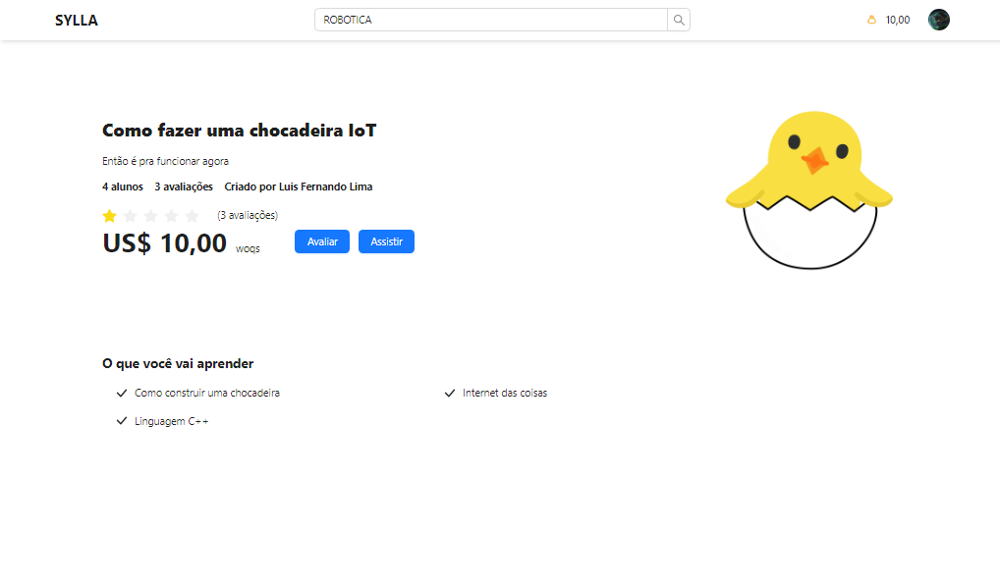 SYLLA
ROBOTICA
10,00
Como fazer uma chocadeira IoT
Então é pra funcionar agora
4 alunos 3 avaliações Criado por Luis Fernando Lima
(3 avaliações)
US$ 10,00 woqs Avaliar Assistir
O que você vai aprender
Como construir uma chocadeira Internet das coisas
Linguagem C++